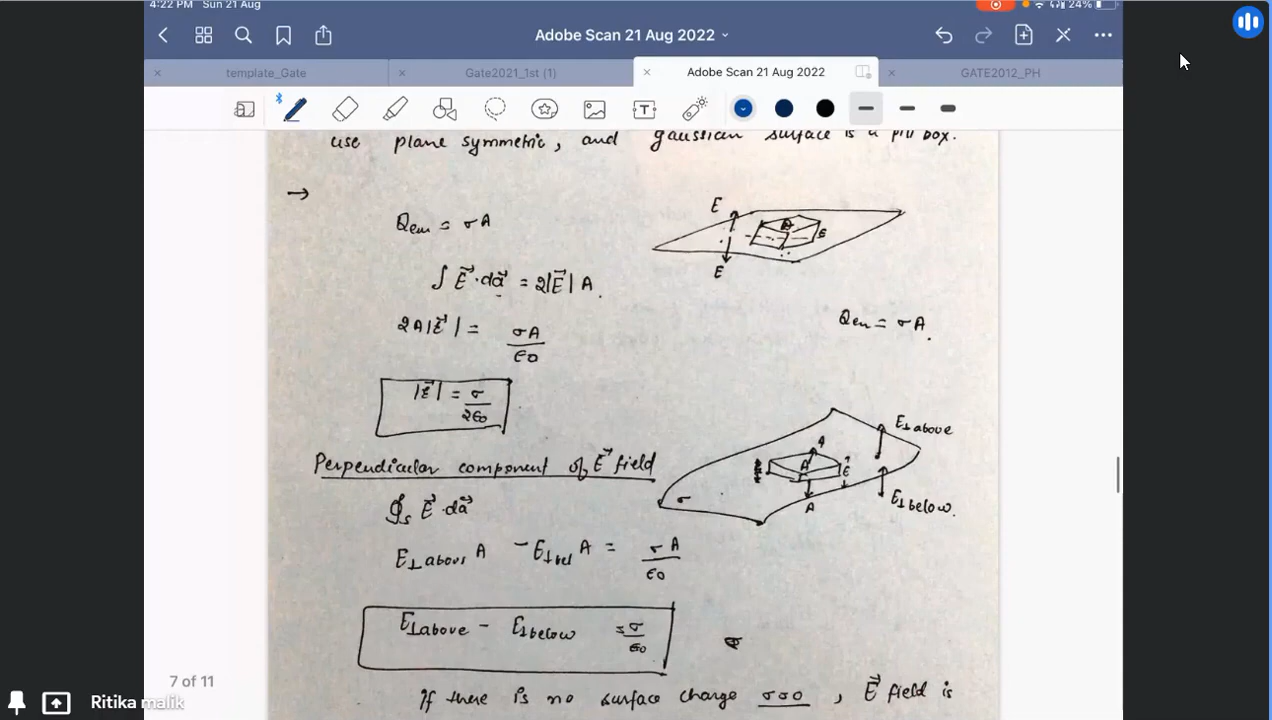 4:22 PM Sun 21 Aug
24%
Adobe Scan 21 Aug 2022
template_Gate
Gate2021_1st (1)
Adobe Scan 21 Aug 2022
GATE2012_PH
use plane symmetric, and gaussian surface is a pill box.
→
Qen = σA
E
A
E
E
∫ E⃗·da⃗ = 2|E⃗| A.
2A|E⃗| = σA/ϵ0
Qen = σA.
|E⃗| = σ/2ϵ0
E⊥above
Perpendicular component of E⃗ field
A
A
σ
A
E⊥below.
∮s E⃗·da⃗
E⊥above A − E⊥bel A = σA/ϵ0
E⊥above − E⊥below = σ/ϵ0
If there is no surface charge σ=0, E⃗ field is
7 of 11
Ritika malik